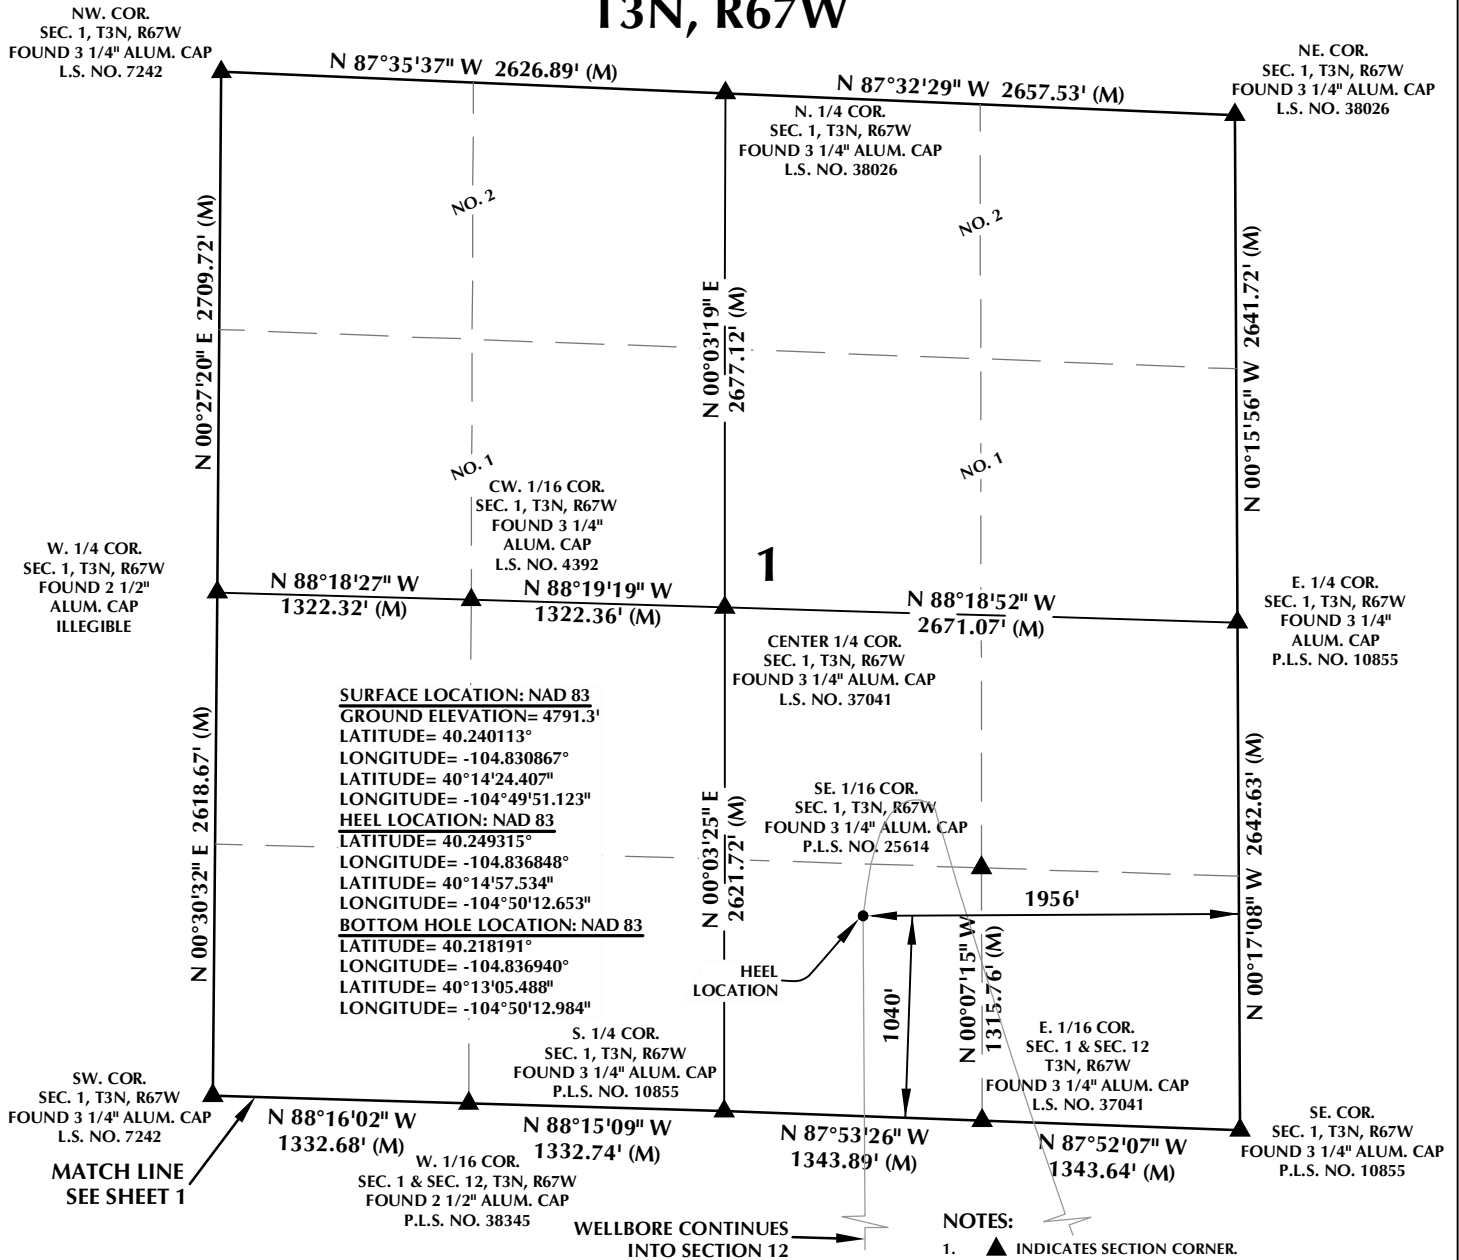 T3N, R67W
NW. COR.
SEC. 1, T3N, R67W
FOUND 3 1/4" ALUM. CAP
L.S. NO. 7242
N 87°35'37" W 2626.89' (M)
N 87°32'29" W 2657.53' (M)
NE. COR.
SEC. 1, T3N, R67W
FOUND 3 1/4" ALUM. CAP
L.S. NO. 38026
N. 1/4 COR.
SEC. 1, T3N, R67W
FOUND 3 1/4" ALUM. CAP
L.S. NO. 38026
NO. 2
NO. 2
N 00°27'20" E 2709.72' (M)
N 00°03'19" E
2677.12' (M)
N 00°15'56" W 2641.72' (M)
NO. 1
NO. 1
CW. 1/16 COR.
SEC. 1, T3N, R67W
FOUND 3 1/4"
ALUM. CAP
L.S. NO. 4392
1
W. 1/4 COR.
SEC. 1, T3N, R67W
FOUND 2 1/2"
ALUM. CAP
ILLEGIBLE
N 88°18'27" W
1322.32' (M)
N 88°19'19" W
1322.36' (M)
N 88°18'52" W
2671.07' (M)
E. 1/4 COR.
SEC. 1, T3N, R67W
FOUND 3 1/4"
ALUM. CAP
P.L.S. NO. 10855
CENTER 1/4 COR.
SEC. 1, T3N, R67W
FOUND 3 1/4" ALUM. CAP
L.S. NO. 37041
SURFACE LOCATION: NAD 83
GROUND ELEVATION= 4791.3'
LATITUDE= 40.240113°
LONGITUDE= -104.830867°
LATITUDE= 40°14'24.407"
LONGITUDE= -104°49'51.123"
HEEL LOCATION: NAD 83
LATITUDE= 40.249315°
LONGITUDE= -104.836848°
LATITUDE= 40°14'57.534"
LONGITUDE= -104°50'12.653"
BOTTOM HOLE LOCATION: NAD 83
LATITUDE= 40.218191°
LONGITUDE= -104.836940°
LATITUDE= 40°13'05.488"
LONGITUDE= -104°50'12.984"
N 00°30'32" E 2618.67' (M)
N 00°03'25" E
2621.72' (M)
SE. 1/16 COR.
SEC. 1, T3N, R67W
FOUND 3 1/4" ALUM. CAP
P.L.S. NO. 25614
N 00°17'08" W 2642.63' (M)
1956'
HEEL
LOCATION
1040'
N 00°07'15" W
1315.76' (M)
E. 1/16 COR.
SEC. 1 & SEC. 12
T3N, R67W
FOUND 3 1/4" ALUM. CAP
L.S. NO. 37041
S. 1/4 COR.
SEC. 1, T3N, R67W
FOUND 3 1/4" ALUM. CAP
P.L.S. NO. 10855
SW. COR.
SEC. 1, T3N, R67W
FOUND 3 1/4" ALUM. CAP
L.S. NO. 7242
N 88°16'02" W
1332.68' (M)
N 88°15'09" W
1332.74' (M)
N 87°53'26" W
1343.89' (M)
N 87°52'07" W
1343.64' (M)
SE. COR.
SEC. 1, T3N, R67W
FOUND 3 1/4" ALUM. CAP
P.L.S. NO. 10855
MATCH LINE
SEE SHEET 1
W. 1/16 COR.
SEC. 1 & SEC. 12, T3N, R67W
FOUND 2 1/2" ALUM. CAP
P.L.S. NO. 38345
WELLBORE CONTINUES
INTO SECTION 12
NOTES:
1. ▲ INDICATES SECTION CORNER.